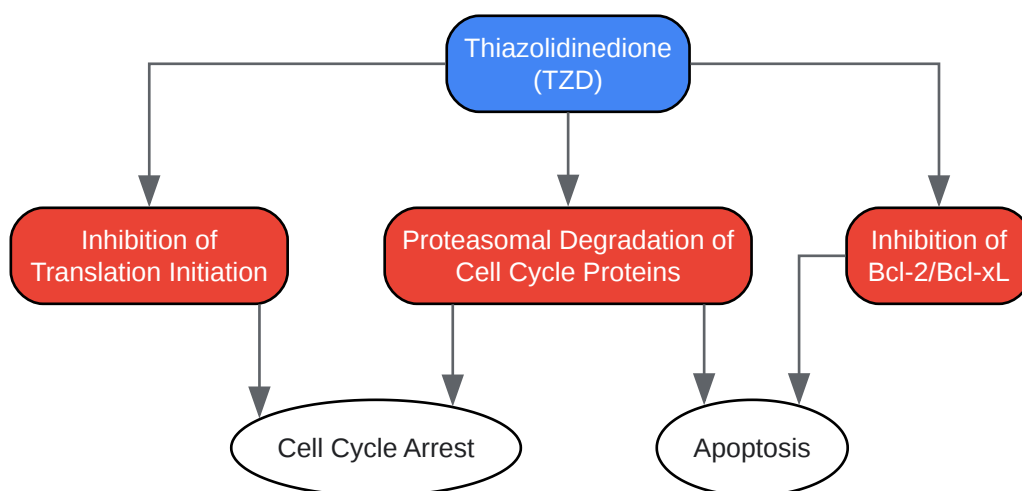 Thiazolidinedione
(TZD)
Inhibition of
Translation Initiation
Proteasomal Degradation of
Cell Cycle Proteins
Inhibition of
Bcl-2/Bcl-xL
Cell Cycle Arrest
Apoptosis